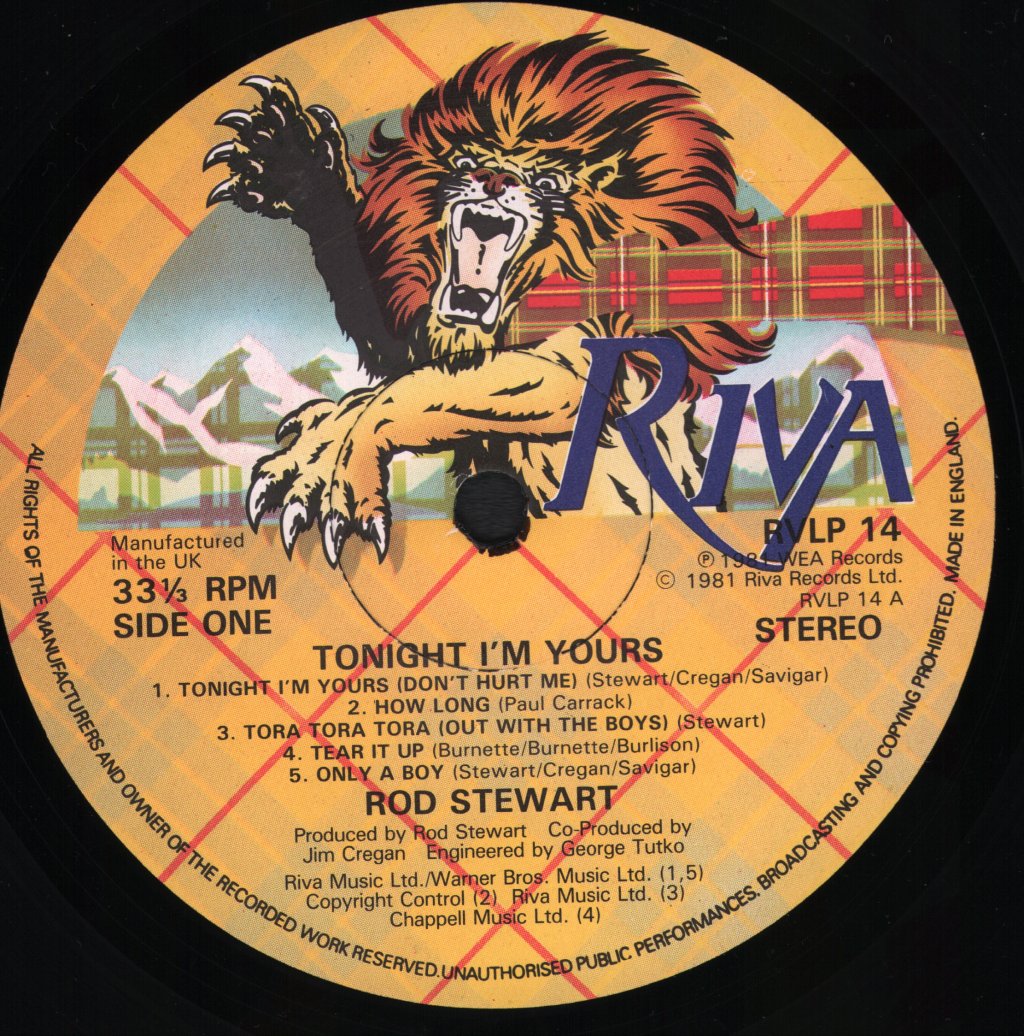 RIVA
Manufactured
in the UK
33⅓ RPM
SIDE ONE
RVLP 14
Ⓟ 1981 WEA Records
© 1981 Riva Records Ltd.
RVLP 14 A
STEREO
TONIGHT I'M YOURS
1. TONIGHT I'M YOURS (DON'T HURT ME) (Stewart/Cregan/Savigar)
2. HOW LONG (Paul Carrack)
3. TORA TORA TORA (OUT WITH THE BOYS) (Stewart)
4. TEAR IT UP (Burnette/Burnette/Burlison)
5. ONLY A BOY (Stewart/Cregan/Savigar)
ROD STEWART
Produced by Rod Stewart Co-Produced by
Jim Cregan Engineered by George Tutko
Riva Music Ltd./Warner Bros. Music Ltd. (1,5)
Copyright Control (2) Riva Music Ltd. (3)
Chappell Music Ltd. (4)
ALL RIGHTS OF THE MANUFACTURERS AND OWNER OF THE RECORDED WORK RESERVED. UNAUTHORISED PUBLIC PERFORMANCES. BROADCASTING AND COPYING PROHIBITED. MADE IN ENGLAND.